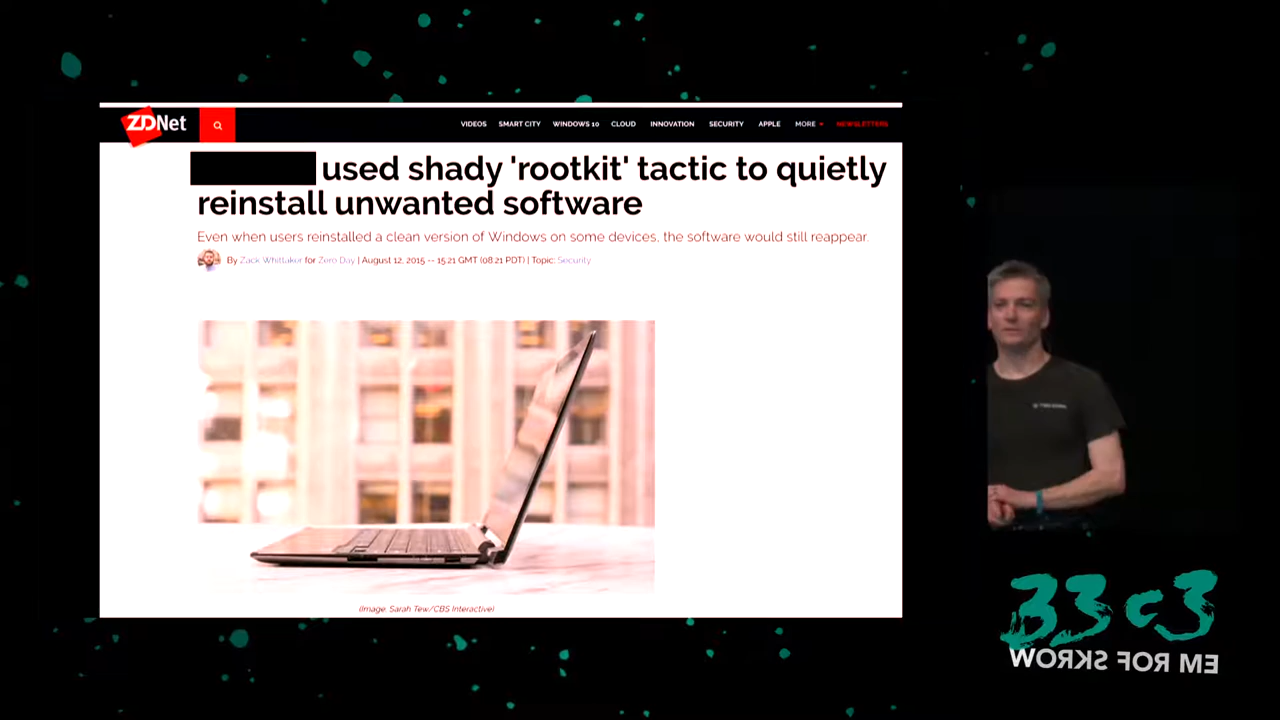 ZDNet
VIDEOS SMART CITY WINDOWS 10 CLOUD INNOVATION SECURITY APPLE MORE NEWSLETTERS
used shady 'rootkit' tactic to quietly
reinstall unwanted software
Even when users reinstalled a clean version of Windows on some devices, the software would still reappear.
By Zack Whittaker for Zero Day | August 12, 2015 -- 15:21 GMT (08:21 PDT) | Topic: Security
(Image: Sarah Tew/CBS Interactive)
33c3
WORKS FOR ME